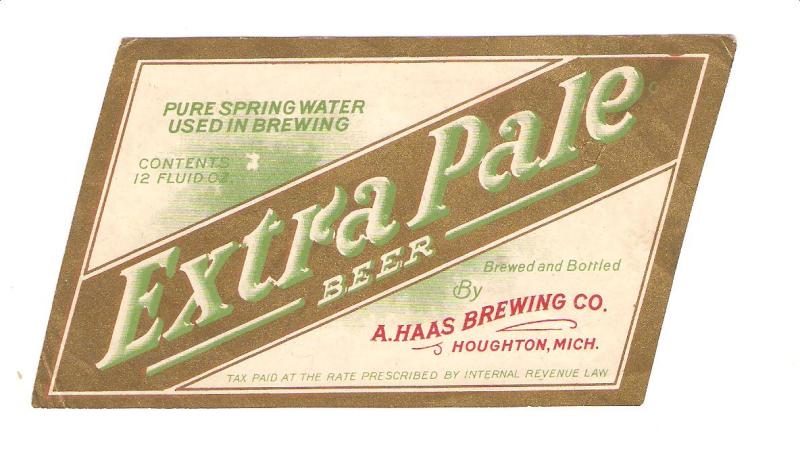 PURE SPRING WATER
USED IN BREWING
CONTENTS
12 FLUID OZ.
Extra Pale
BEER
Brewed and Bottled
By
A. HAAS BREWING CO.
HOUGHTON, MICH.
TAX PAID AT THE RATE PRESCRIBED BY INTERNAL REVENUE LAW